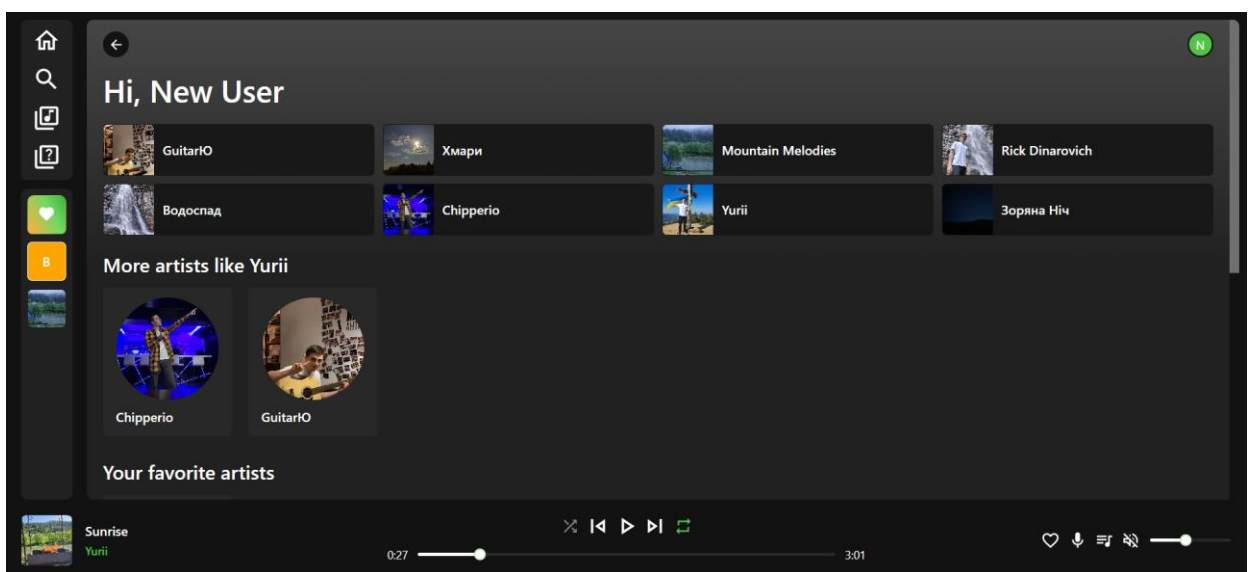 N
Hi, New User
GuitarЮ
Хмари
Mountain Melodies
Rick Dinarovich
Водоспад
Chipperio
Yurii
Зоряна Ніч
B
More artists like Yurii
Chipperio
GuitarЮ
Your favorite artists
Sunrise
Yurii
0:27
3:01